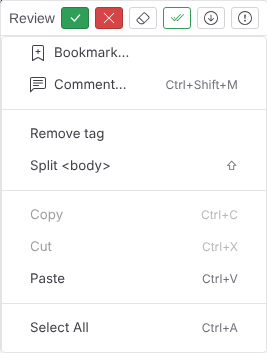 Review
Bookmark...
Comment... Ctrl+Shift+M
Remove tag
Split <body>
Copy Ctrl+C
Cut Ctrl+X
Paste Ctrl+V
Select All Ctrl+A